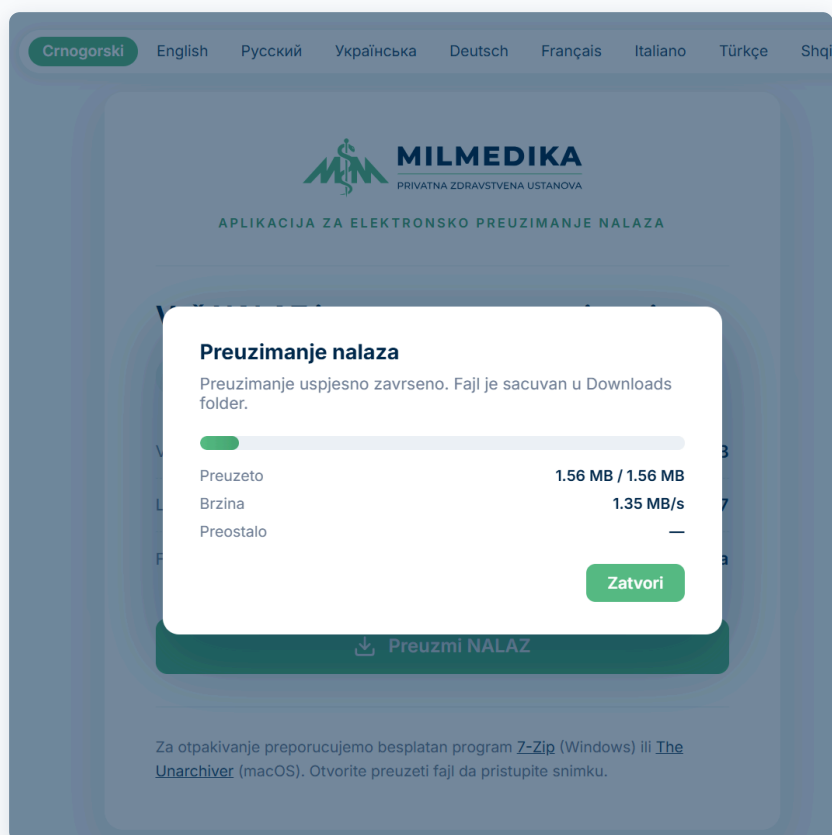 Crnogorski English Русский Українська Deutsch Français Italiano Türkçe
MILMEDIKA
PRIVATNA ZDRAVSTVENA USTANOVA
APLIKACIJA ZA ELEKTRONSKO PREUZIMANJE NALAZA
Preuzimanje nalaza
Preuzimanje uspjesno zavrseno. Fajl je sacuvan u Downloads
folder.
Preuzeto 1.56 MB / 1.56 MB
Brzina 1.35 MB/s
Preostalo —
Zatvori
Preuzmi NALAZ
Za otpakivanje preporucujemo besplatan program 7-Zip (Windows) ili The
Unarchiver (macOS). Otvorite preuzeti fajl da pristupite snimku.